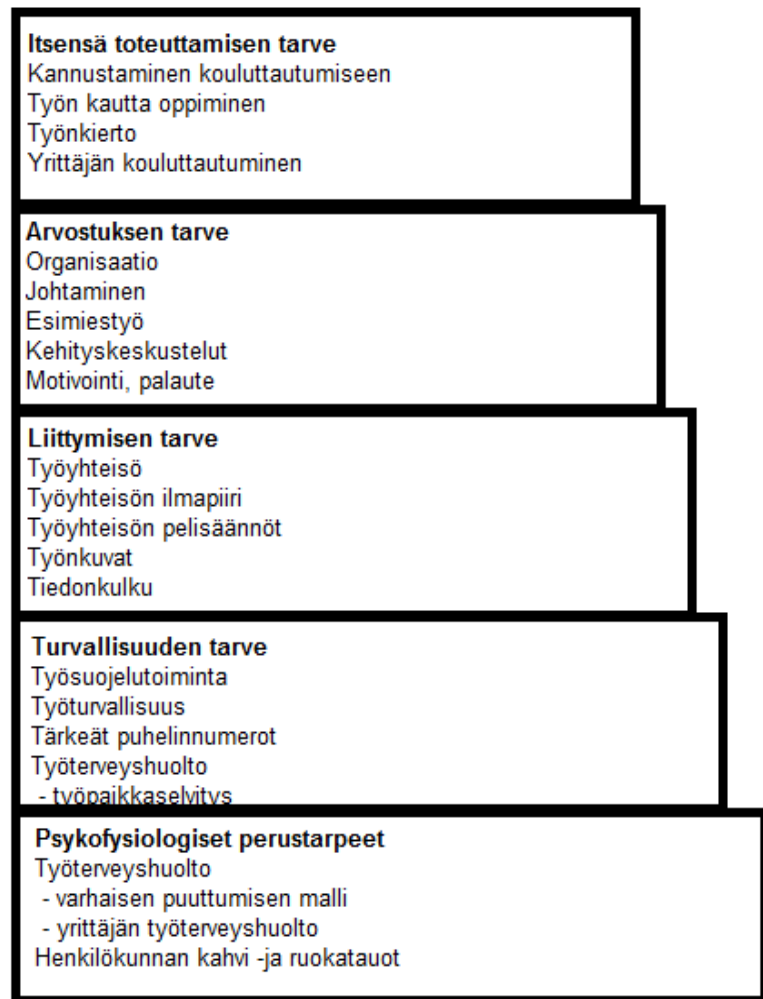 Itsensä toteuttamisen tarve
Kannustaminen kouluttautumiseen
Työn kautta oppiminen
Työnkierto
Yrittäjän kouluttautuminen
Arvostuksen tarve
Organisaatio
Johtaminen
Esimiestyö
Kehityskeskustelut
Motivointi, palaute
Liittymisen tarve
Työyhteisö
Työyhteisön ilmapiiri
Työyhteisön pelisäännöt
Työnkuvat
Tiedonkulku
Turvallisuuden tarve
Työsuojelutoiminta
Työturvallisuus
Tärkeät puhelinnumerot
Työterveyshuolto
- työpaikkaselvitys
Psykofysiologiset perustarpeet
Työterveyshuolto
- varhaisen puuttumisen malli
- yrittäjän työterveyshuolto
Henkilökunnan kahvi -ja ruokatauot